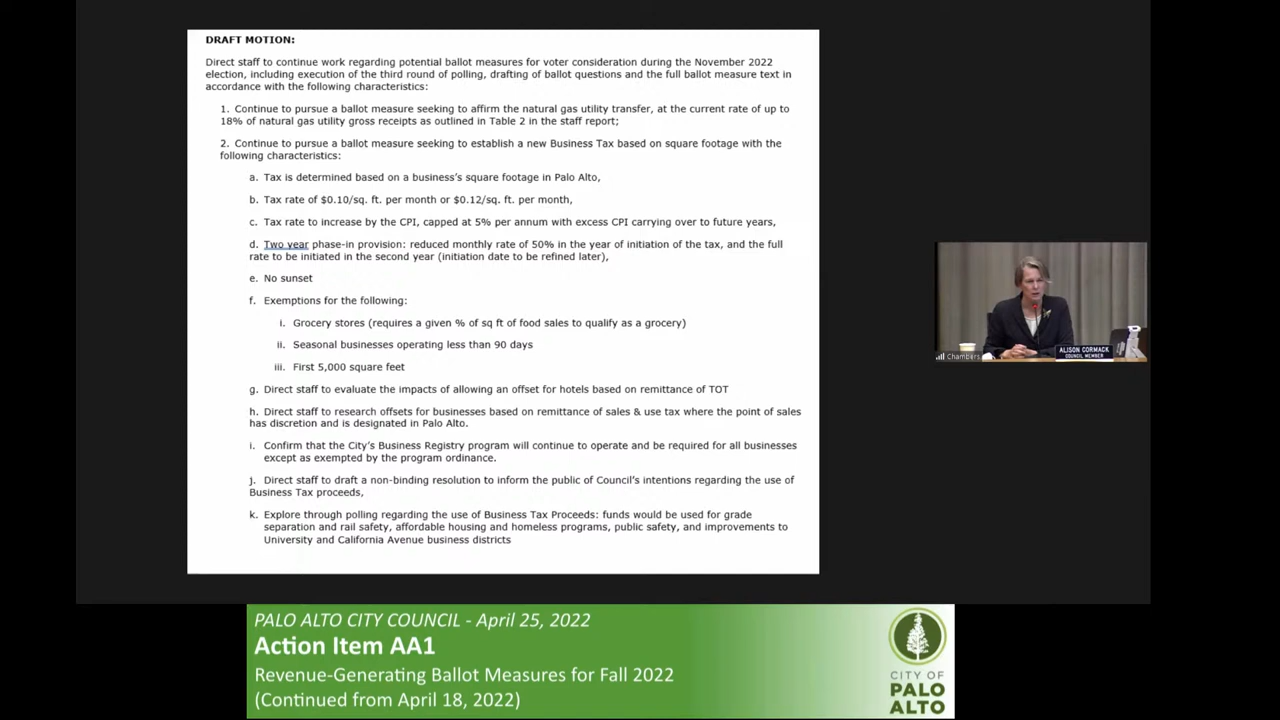 DRAFT MOTION:
Direct staff to continue work regarding potential ballot measures for voter consideration during the November 2022
election, including execution of the third round of polling, drafting of ballot questions and the full ballot measure text in
accordance with the following characteristics:
1. Continue to pursue a ballot measure seeking to affirm the natural gas utility transfer, at the current rate of up to
18% of natural gas utility gross receipts as outlined in Table 2 in the staff report;
2. Continue to pursue a ballot measure seeking to establish a new Business Tax based on square footage with the
following characteristics:
a. Tax is determined based on a business's square footage in Palo Alto,
b. Tax rate of $0.10/sq. ft. per month or $0.12/sq. ft. per month,
c. Tax rate to increase by the CPI, capped at 5% per annum with excess CPI carrying over to future years,
d. Two year phase-in provision: reduced monthly rate of 50% in the year of initiation of the tax, and the full
rate to be initiated in the second year (initiation date to be refined later),
e. No sunset
f. Exemptions for the following:
i. Grocery stores (requires a given % of sq ft of food sales to qualify as a grocery)
ii. Seasonal businesses operating less than 90 days
iii. First 5,000 square feet
g. Direct staff to evaluate the impacts of allowing an offset for hotels based on remittance of TOT
h. Direct staff to research offsets for businesses based on remittance of sales & use tax where the point of sales
has discretion and is designated in Palo Alto.
i. Confirm that the City's Business Registry program will continue to operate and be required for all businesses
except as exempted by the program ordinance.
j. Direct staff to draft a non-binding resolution to inform the public of Council's intentions regarding the use of
Business Tax proceeds,
k. Explore through polling regarding the use of Business Tax Proceeds: funds would be used for grade
separation and rail safety, affordable housing and homeless programs, public safety, and improvements to
University and California Avenue business districts
Chambers
ALISON CORMACK
COUNCIL MEMBER
PALO ALTO CITY COUNCIL - April 25, 2022
Action Item AA1
Revenue-Generating Ballot Measures for Fall 2022
(Continued from April 18, 2022)
CITY OF
PALO
ALTO